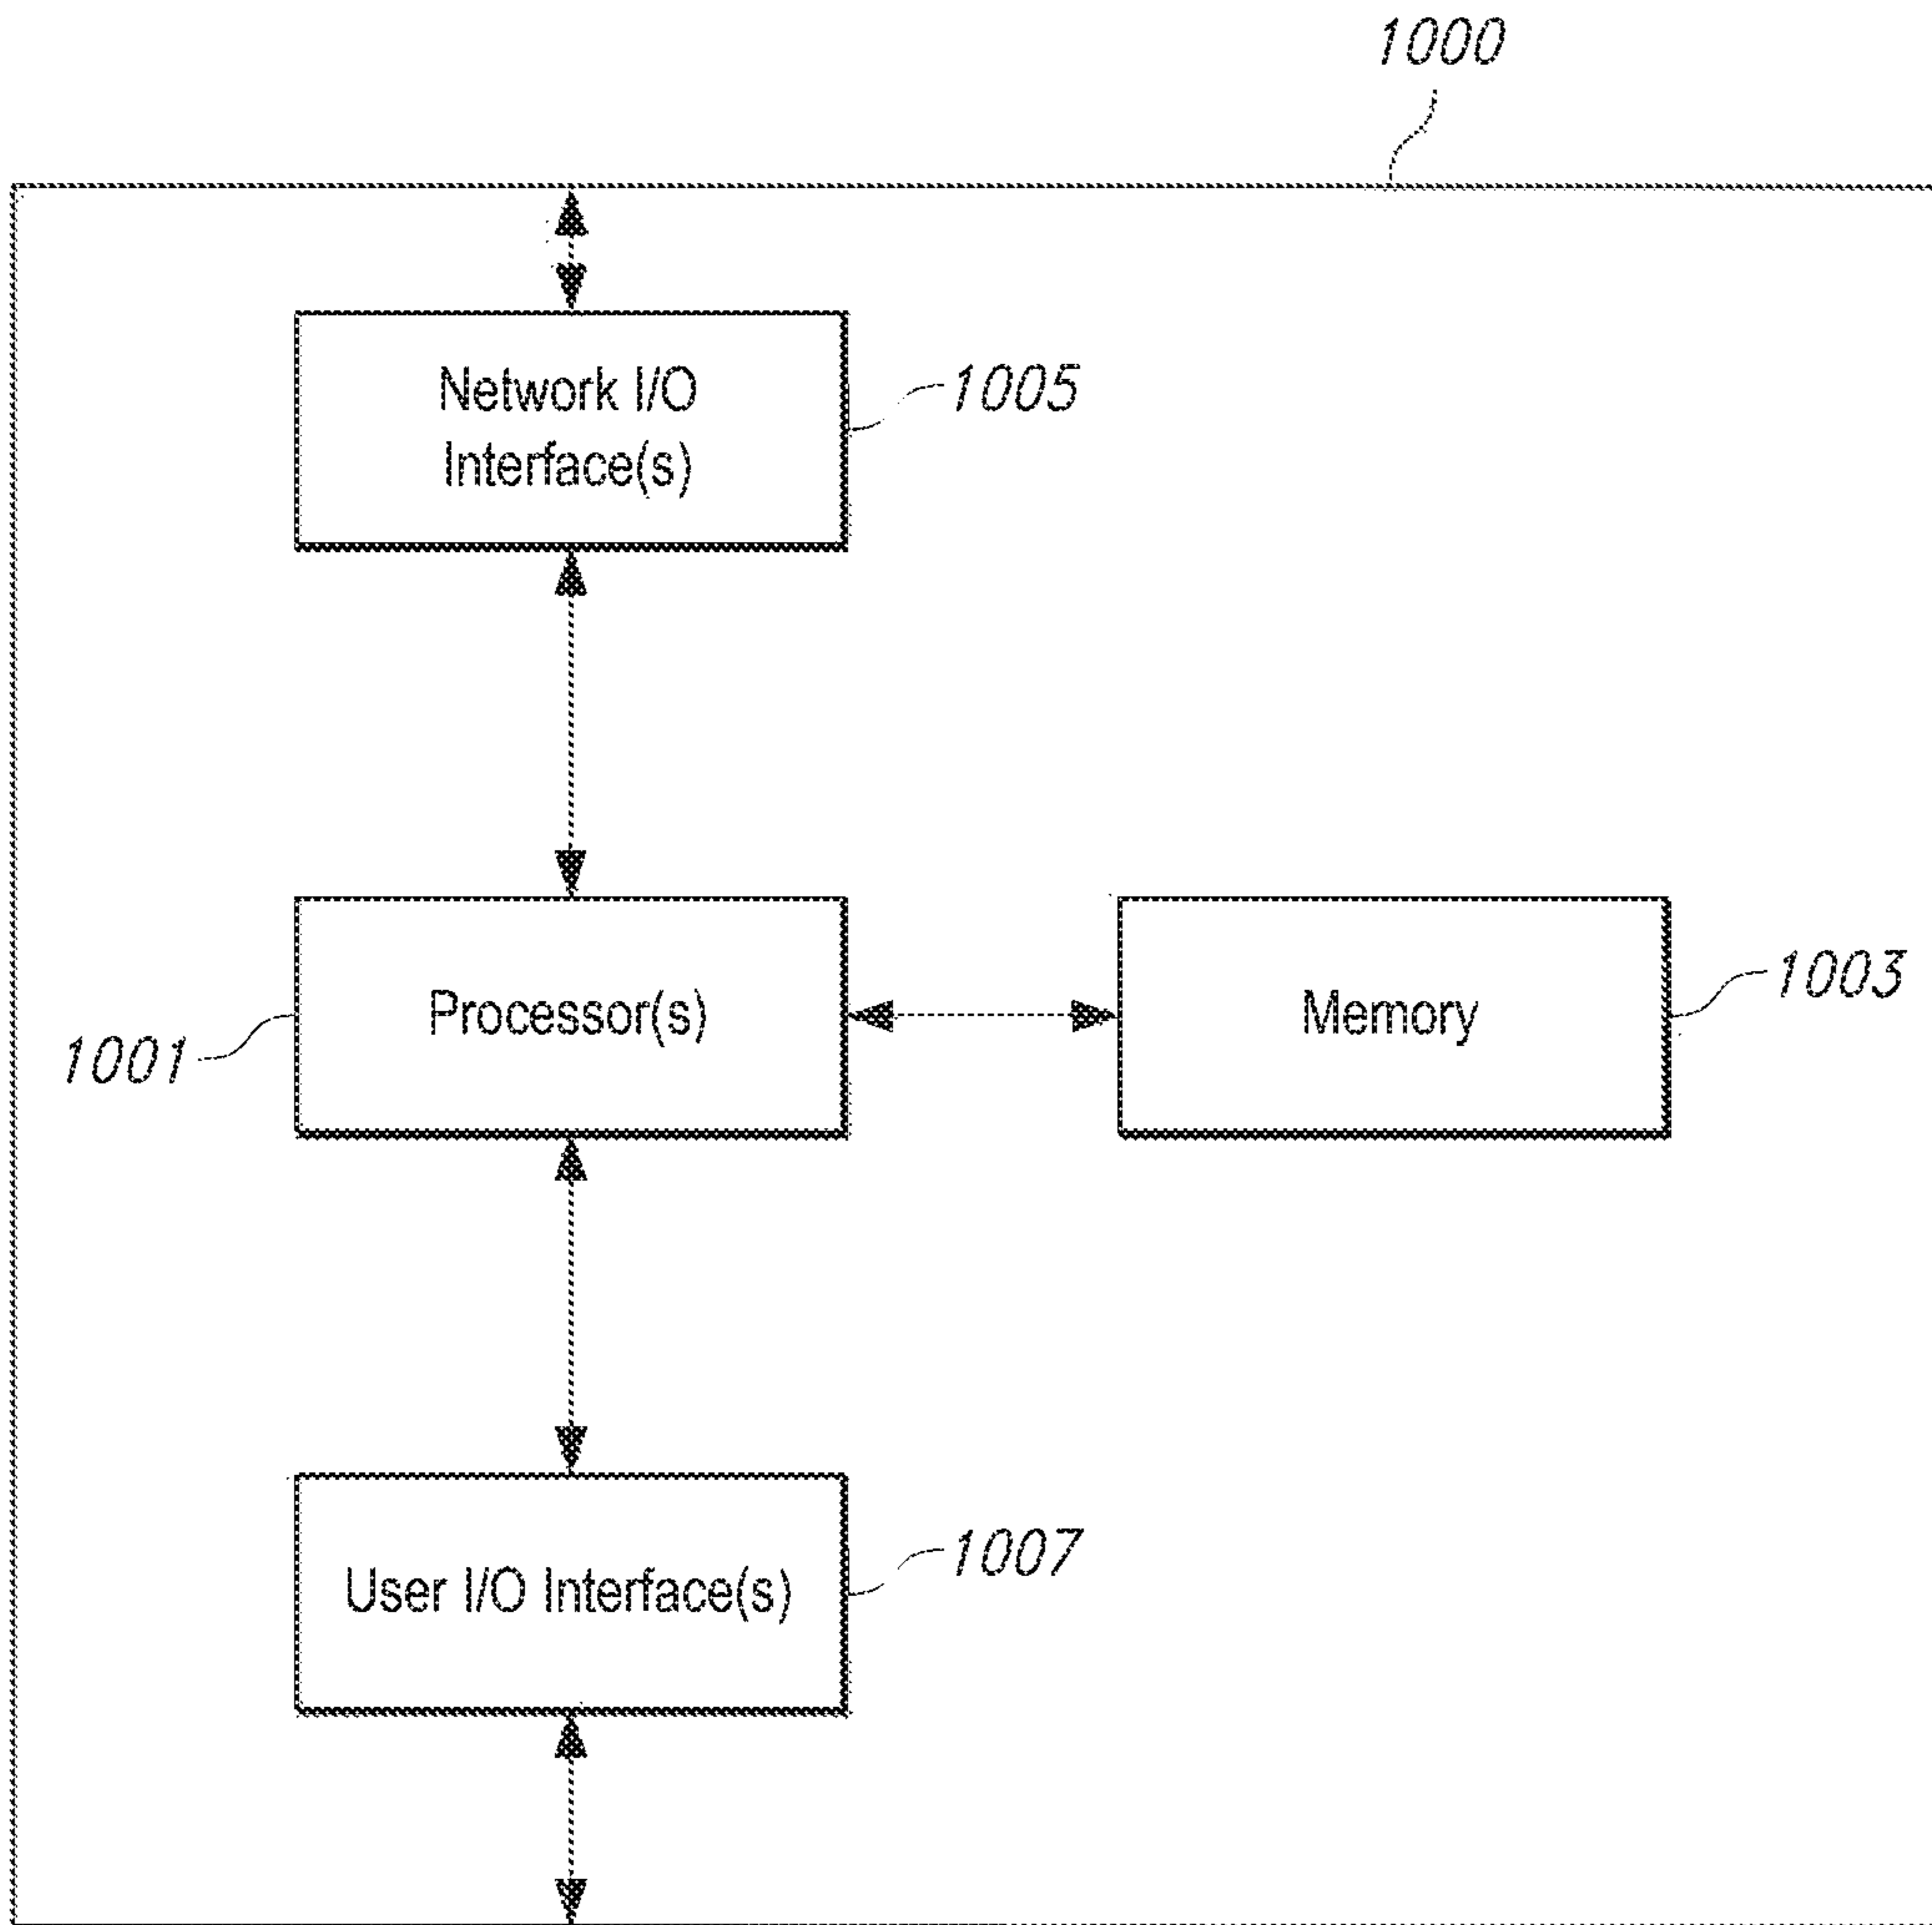 1000
Network I/O
Interface(s)
1005
Processor(s)
1001
Memory
1003
User I/O Interface(s)
1007